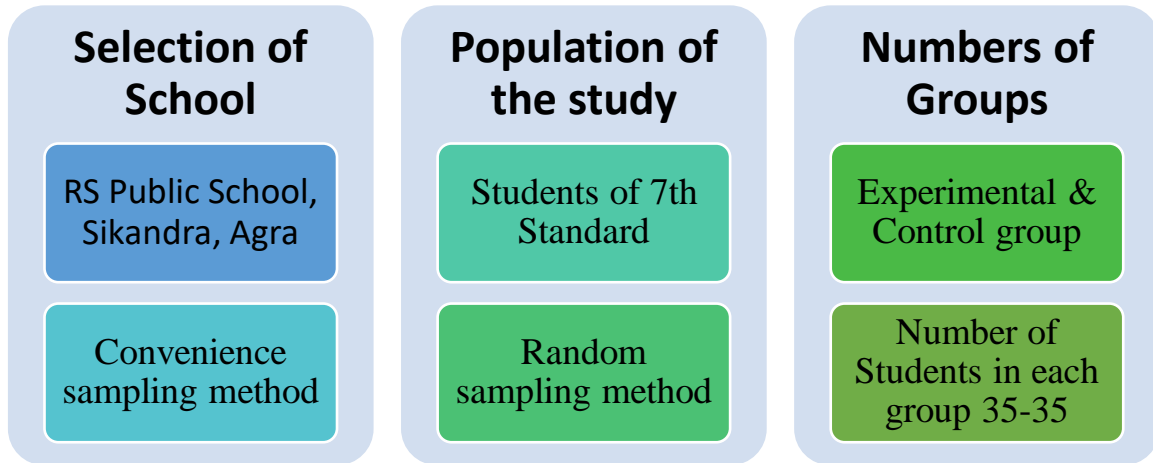 Selection of
School
RS Public School,
Sikandra, Agra
Convenience
sampling method
Population of
the study
Students of 7th
Standard
Random
sampling method
Numbers of
Groups
Experimental &
Control group
Number of
Students in each
group 35-35